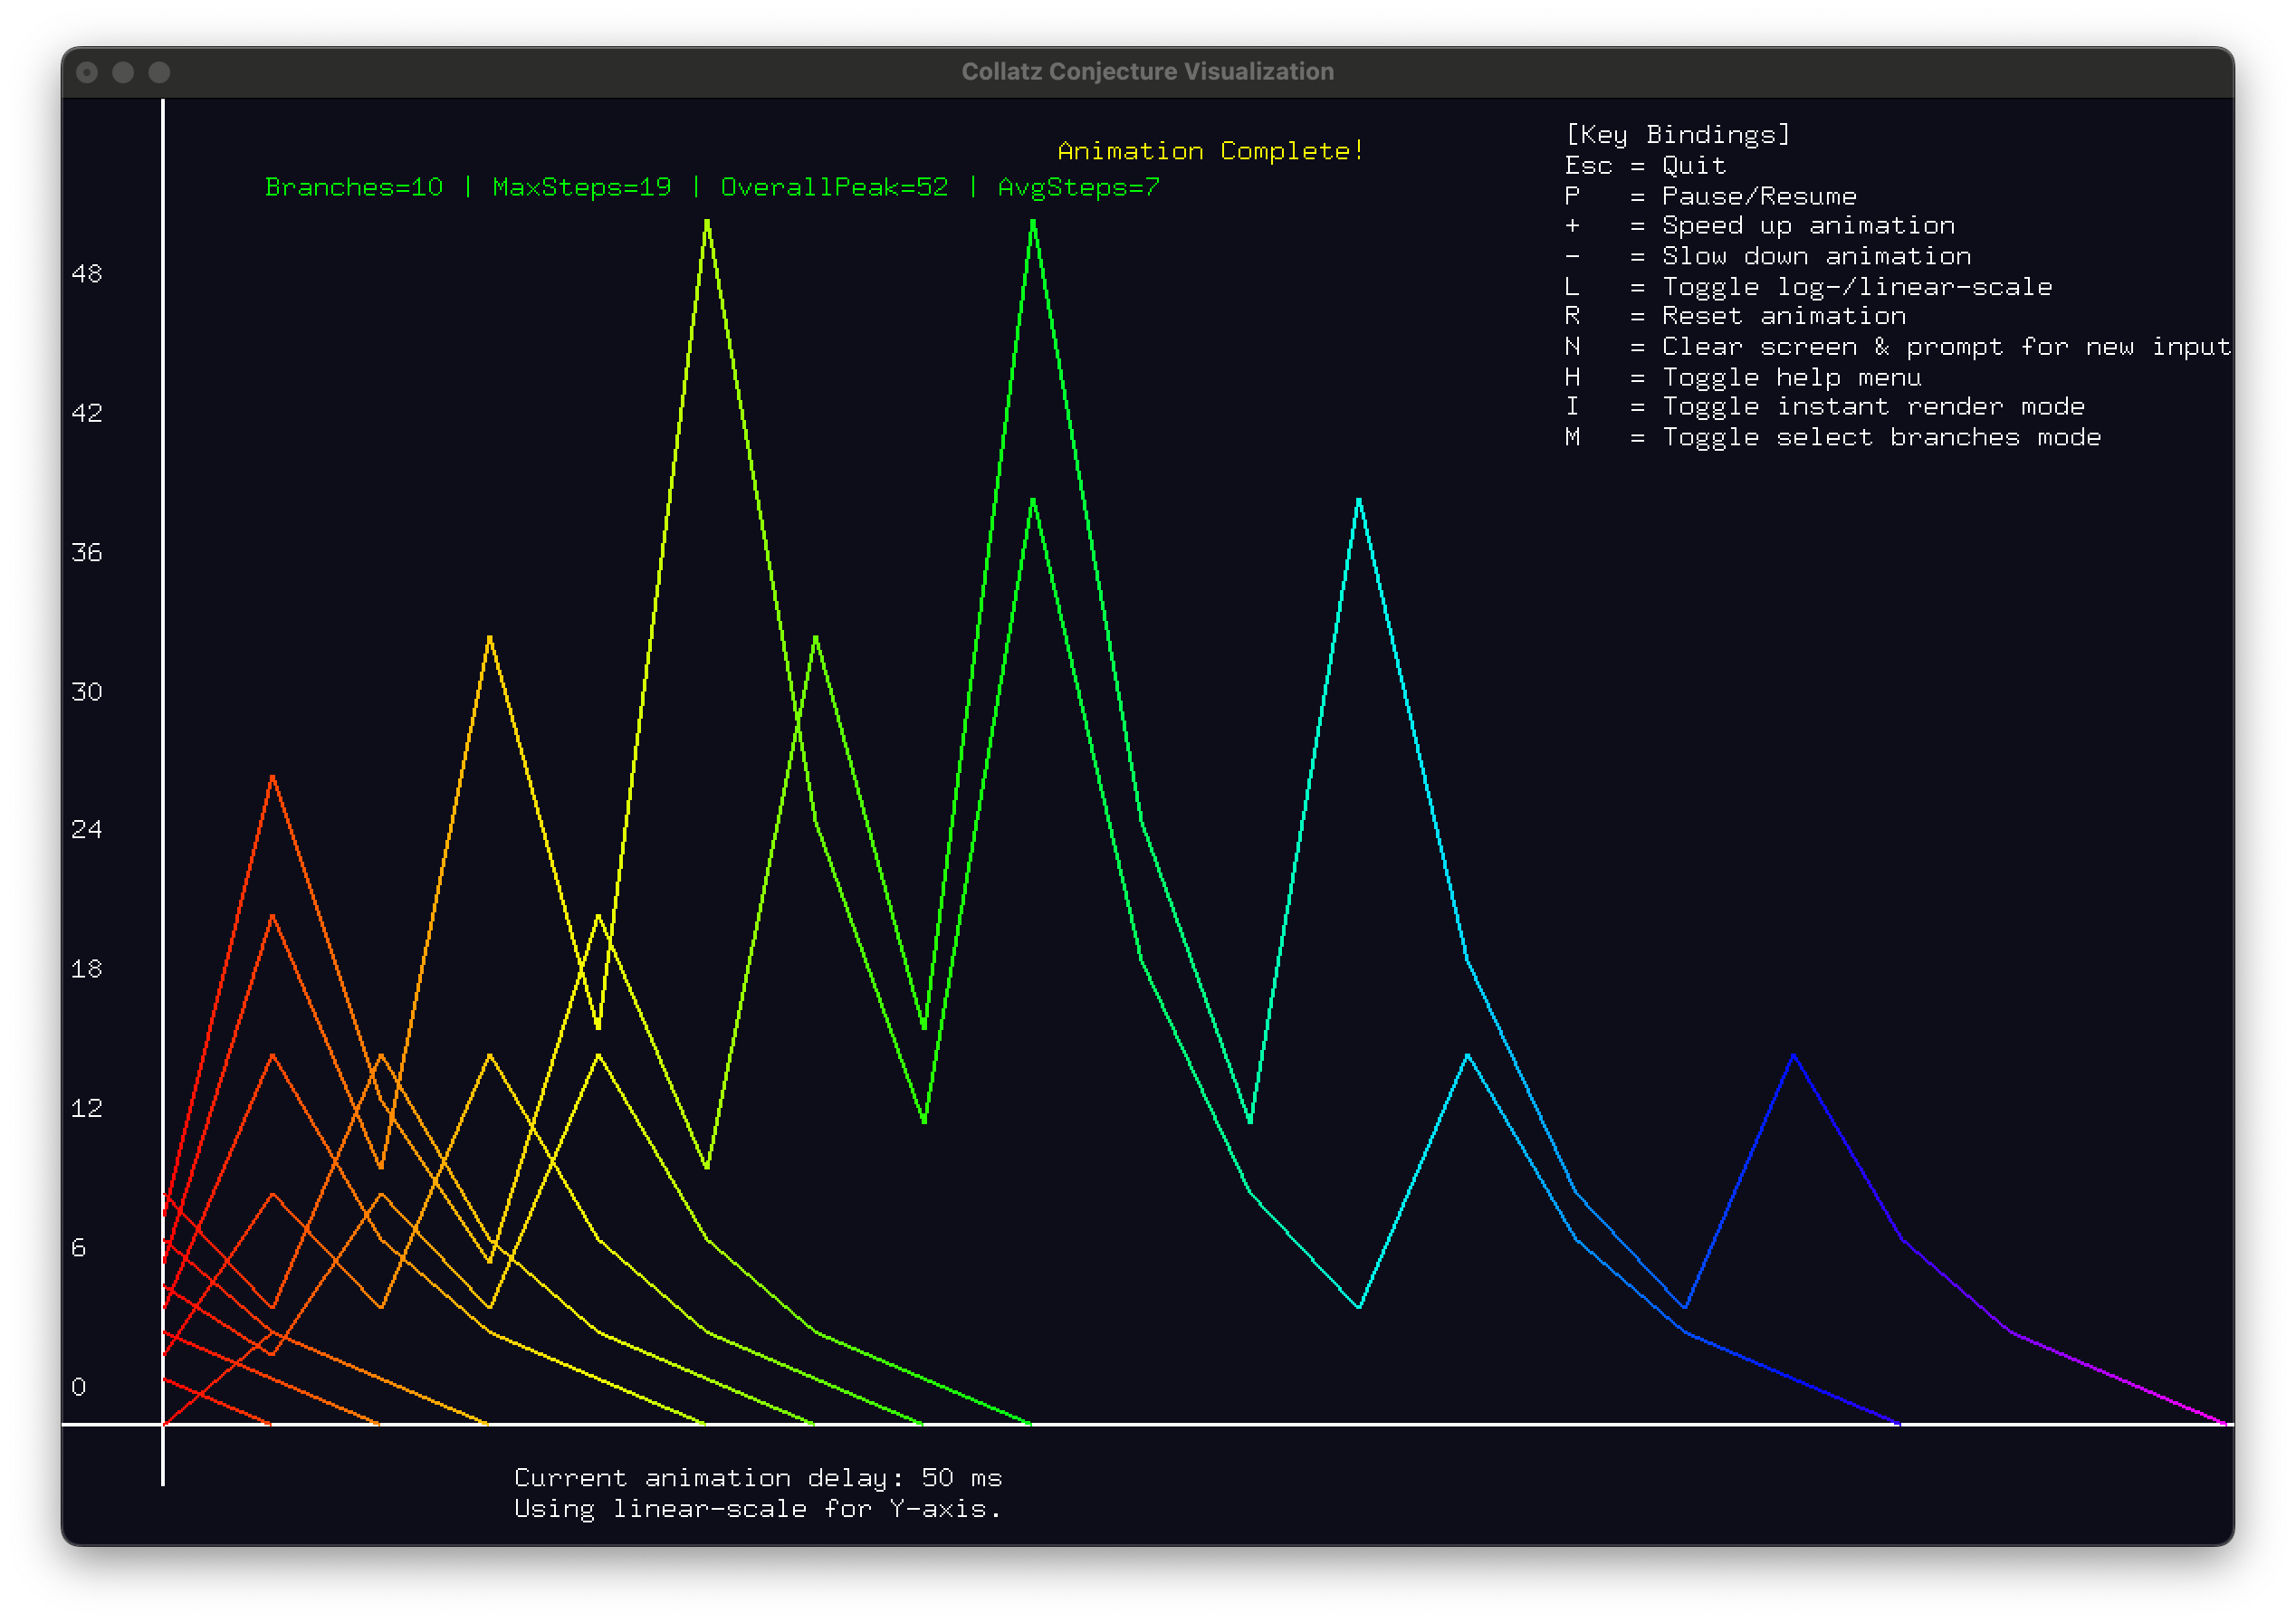 Collatz Conjecture Visualization
[Key Bindings]
Animation Complete!
Esc = Quit
Branches=10 | MaxSteps=19 | OverallPeak=52 | AvgSteps=7
P   = Pause/Resume
+   = Speed up animation
-   = Slow down animation
L   = Toggle log-/linear-scale
R   = Reset animation
N   = Clear screen & prompt for new input
H   = Toggle help menu
I   = Toggle instant render mode
M   = Toggle select branches mode
48
42
36
30
24
18
12
6
0
Current animation delay: 50 ms
Using linear-scale for Y-axis.